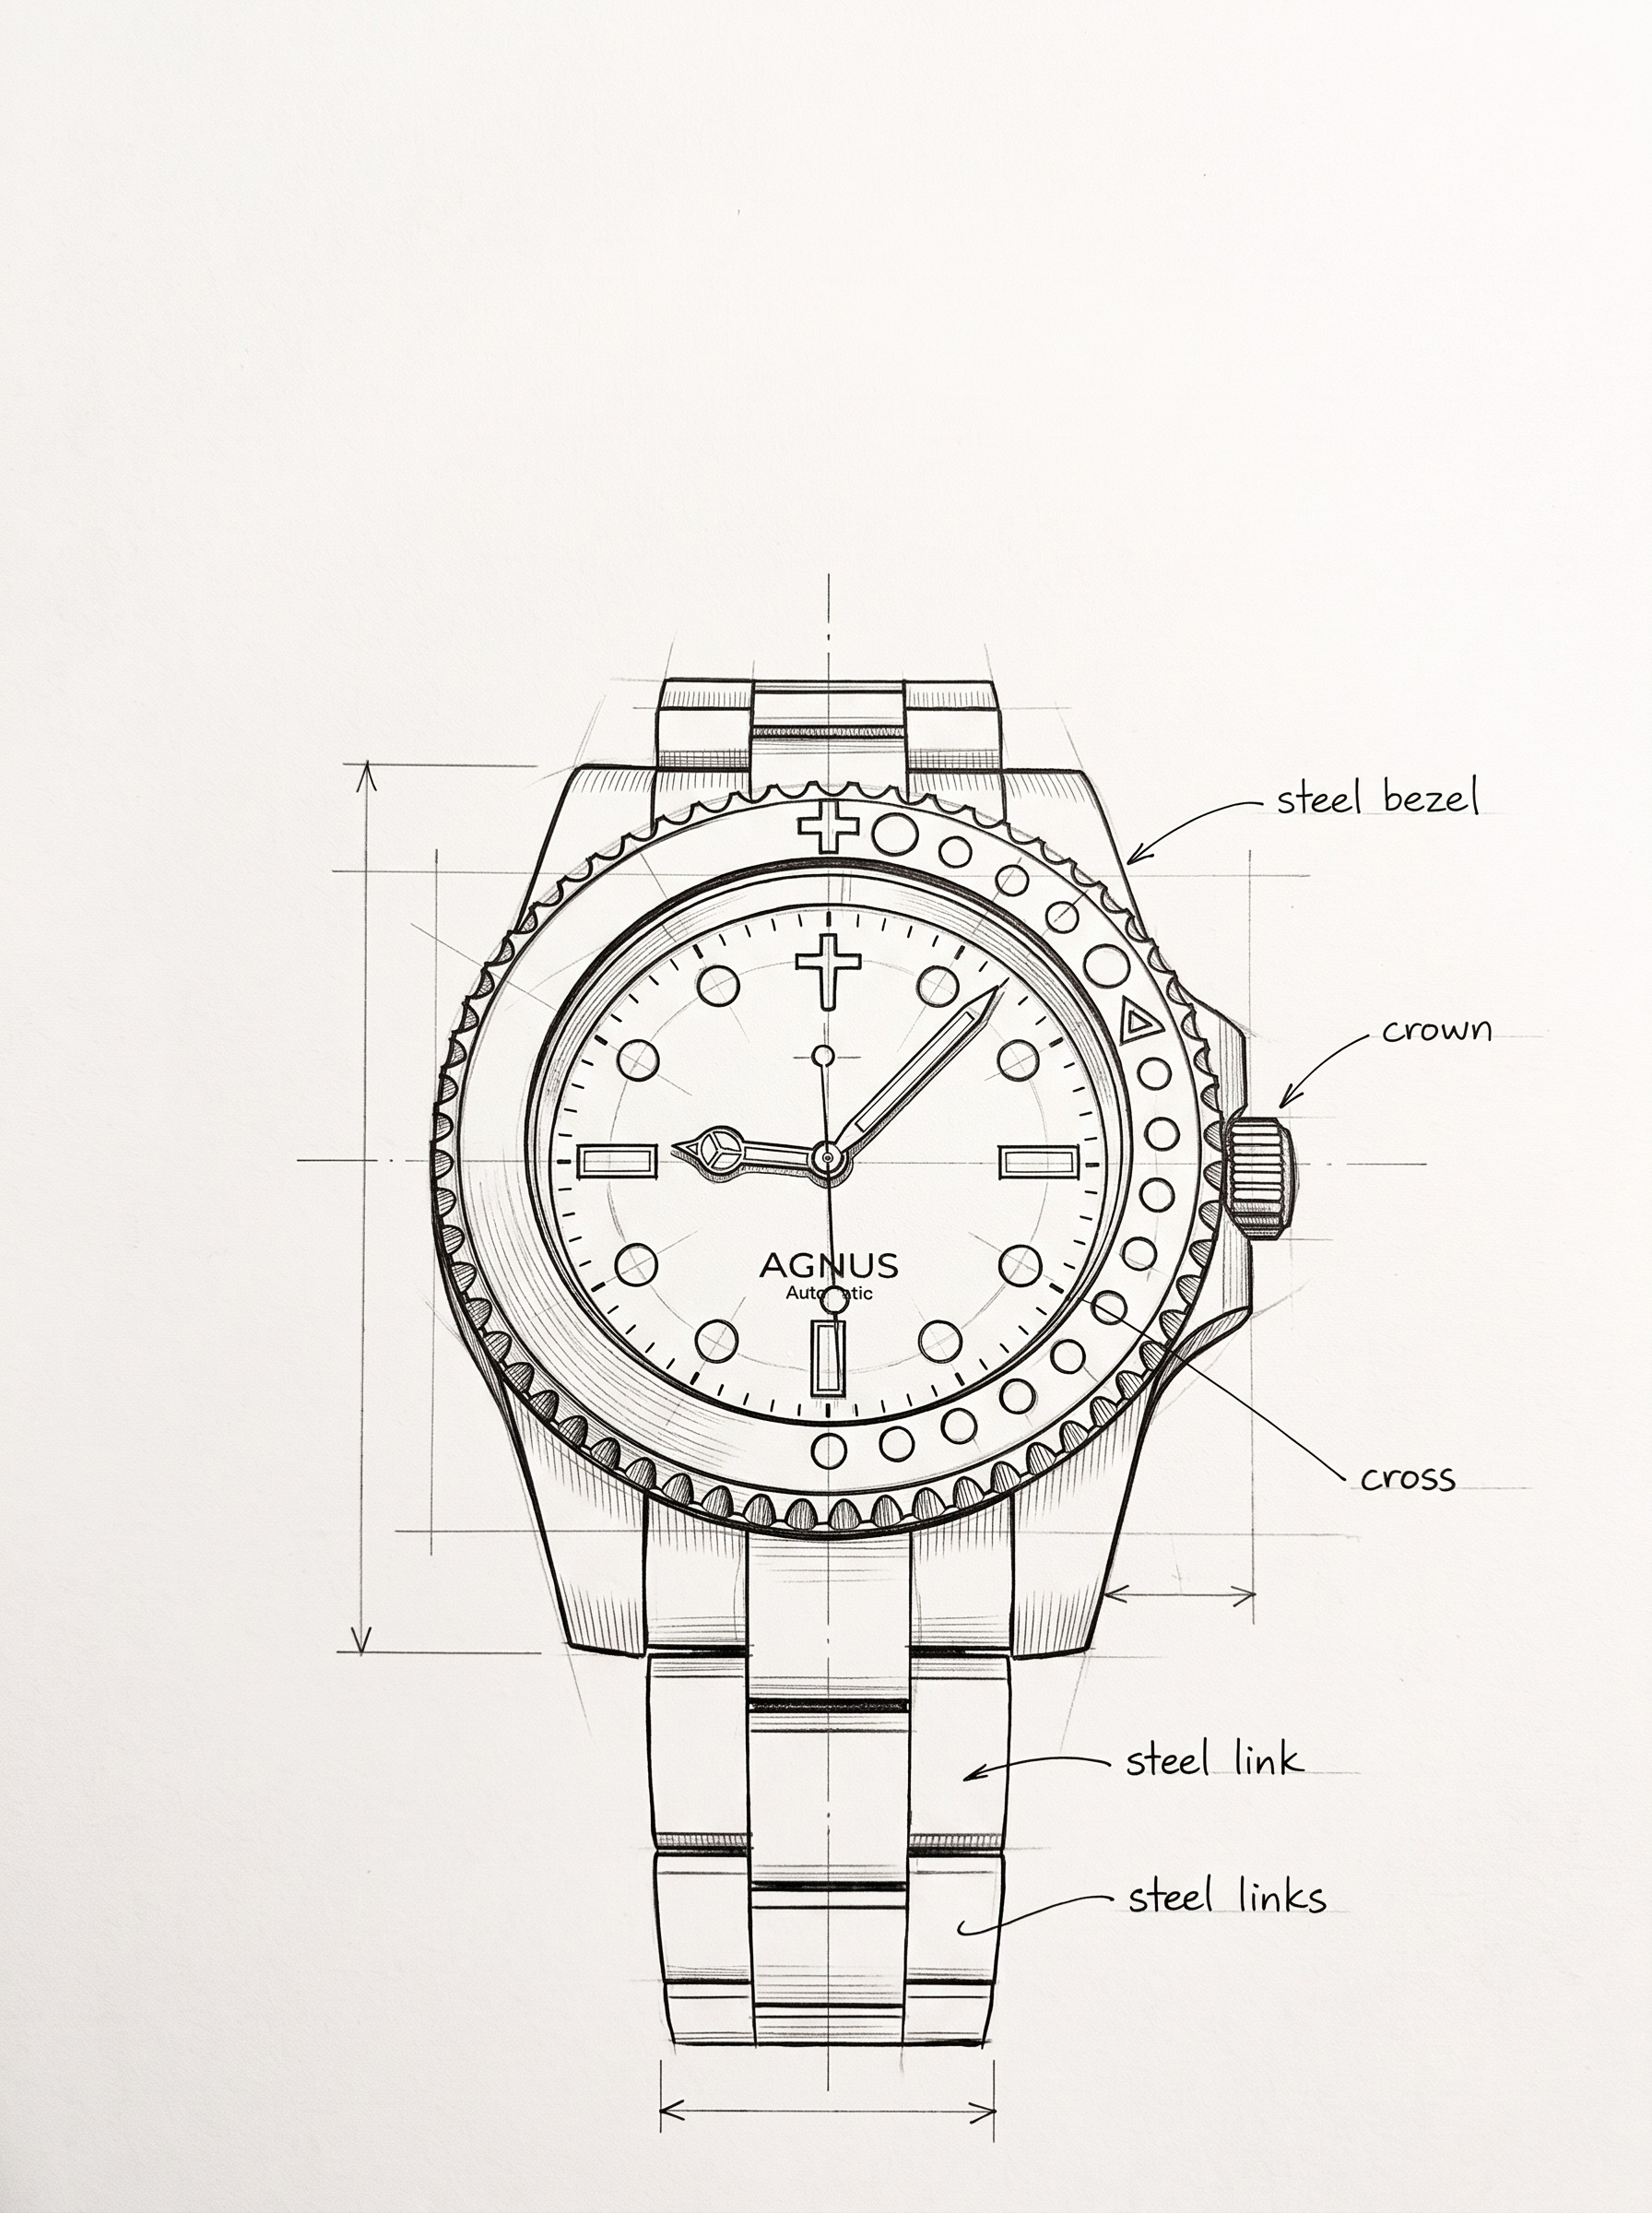 steel bezel
crown
AGNUS
cross
steel link
steel links